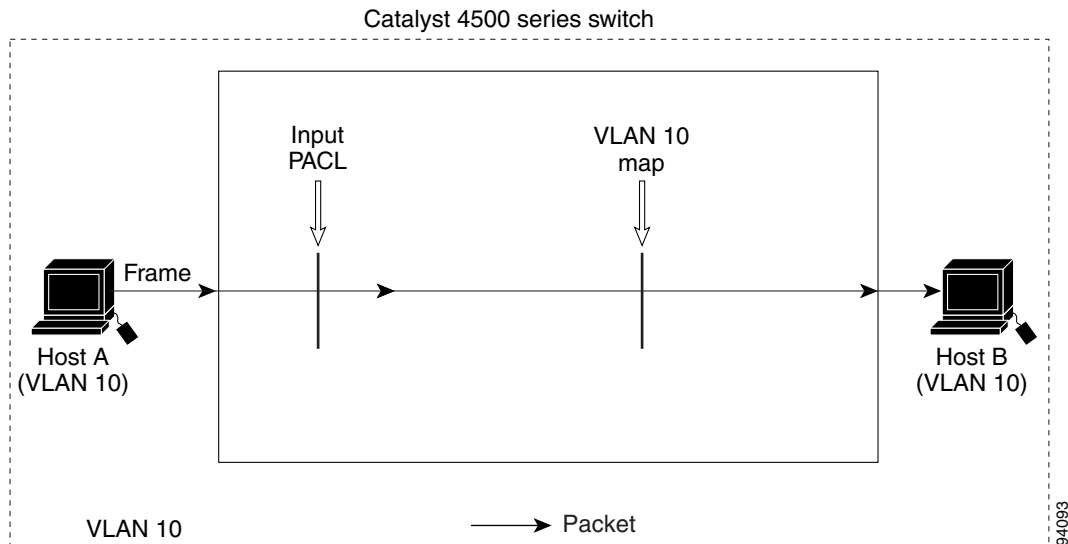 Catalyst 4500 series switch
Input
PACL
VLAN 10
map
Frame
Host A
(VLAN 10)
Host B
(VLAN 10)
VLAN 10
Packet
94093